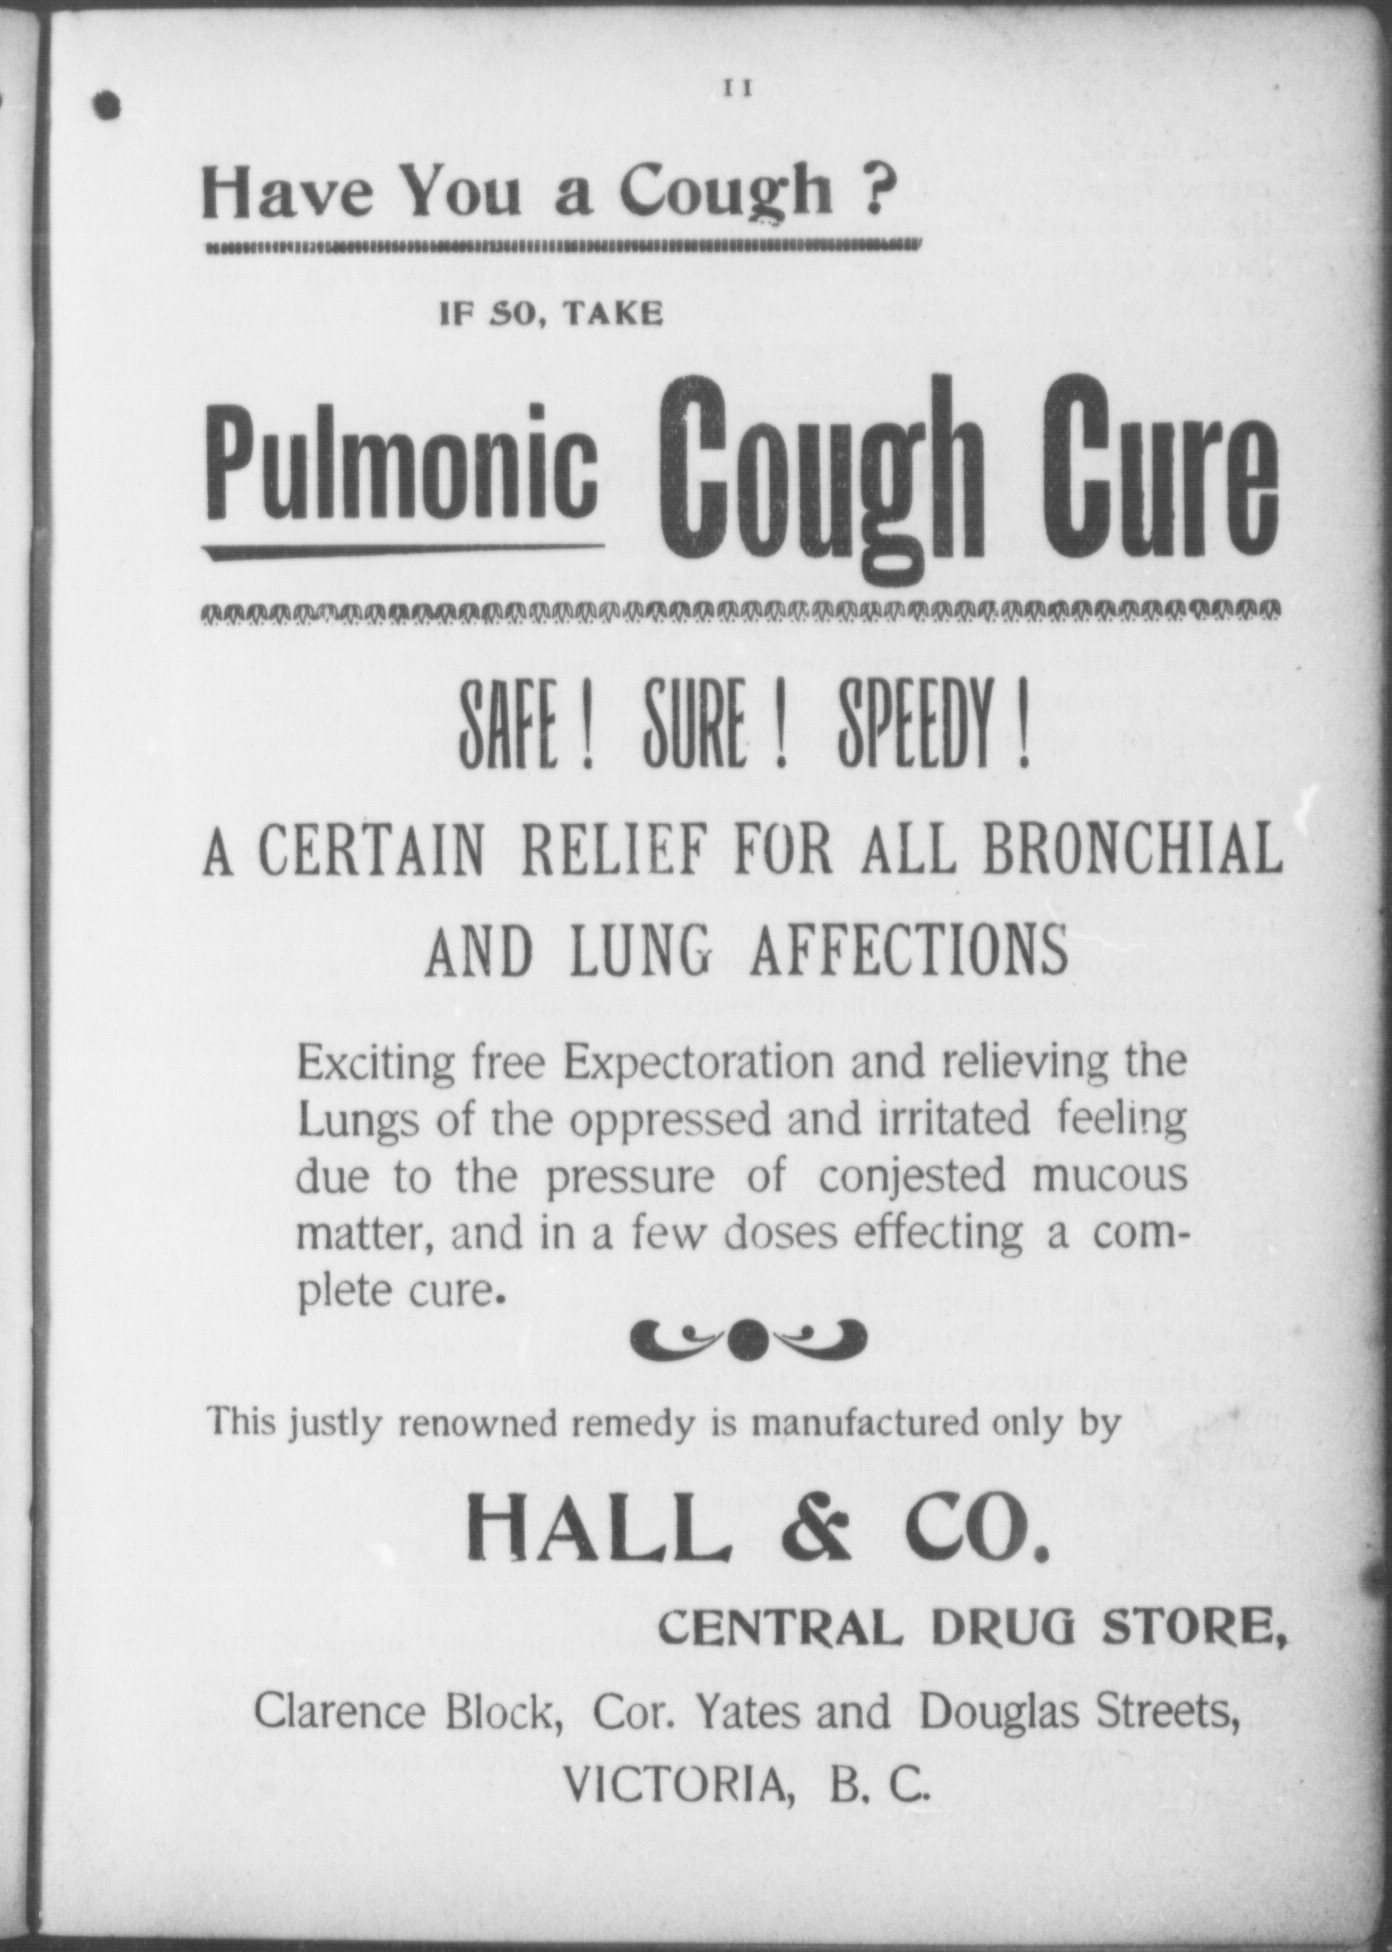 11
Have You a Cough ?
IF SO, TAKE
Pulmonic Cough Cure
SAFE ! SURE ! SPEEDY !
A CERTAIN RELIEF FOR ALL BRONCHIAL
AND LUNG AFFECTIONS
Exciting free Expectoration and relieving the
Lungs of the oppressed and irritated feeling
due to the pressure of conjested mucous
matter, and in a few doses effecting a com-
plete cure.
This justly renowned remedy is manufactured only by
HALL & CO.
CENTRAL DRUG STORE,
Clarence Block, Cor. Yates and Douglas Streets,
VICTORIA, B. C.